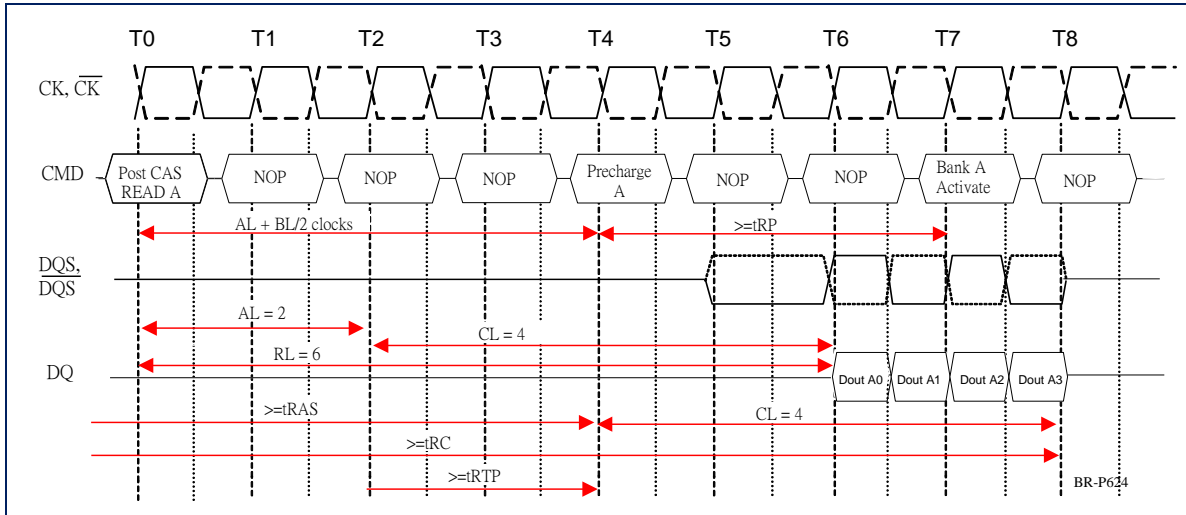 T0 T1 T2 T3 T4 T5 T6 T7 T8
CK, CK
CMD
Post CAS
READ A
NOP
NOP
NOP
Precharge
A
NOP
NOP
Bank A
Activate
NOP
AL + BL/2 clocks
>=tRP
DQS,
DQS
AL = 2
CL = 4
RL = 6
DQ
Dout A0 Dout A1 Dout A2 Dout A3
>=tRAS
CL = 4
>=tRC
>=tRTP
BR-P624